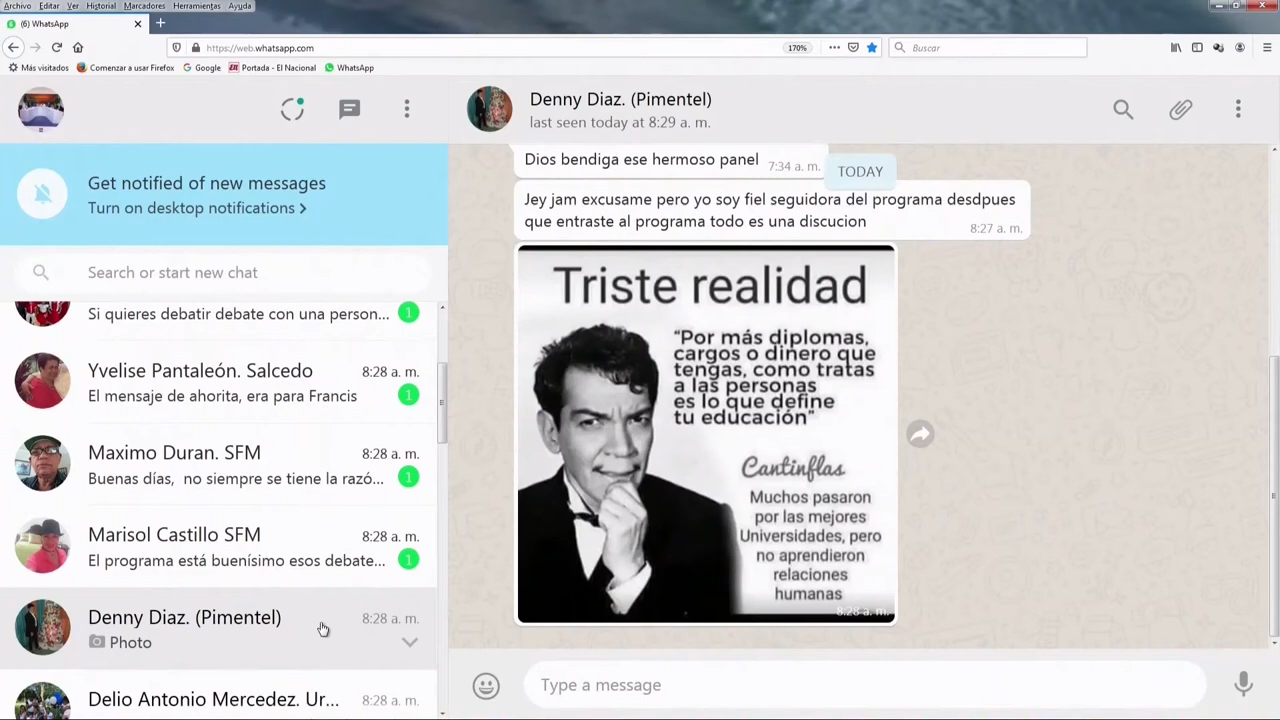 Archivo Editar Ver Historial Marcadores Herramientas Ayuda
(6) WhatsApp
https://web.whatsapp.com
170%
Buscar
Más visitados Comenzar a usar Firefox Google Portada - El Nacional WhatsApp
Denny Diaz. (Pimentel)
last seen today at 8:29 a. m.
Get notified of new messages
Turn on desktop notifications
Search or start new chat
Si quieres debatir debate con una person... 1
Yvelise Pantaleón. Salcedo 8:28 a. m.
El mensaje de ahorita, era para Francis 1
Maximo Duran. SFM 8:28 a. m.
Buenas días, no siempre se tiene la razó... 1
Marisol Castillo SFM 8:28 a. m.
El programa está buenísimo esos debate... 1
Denny Diaz. (Pimentel) 8:28 a. m.
Photo
Delio Antonio Mercedez. Ur... 8:28 a. m.
Dios bendiga ese hermoso panel 7:34 a. m.
TODAY
Jey jam excusame pero yo soy fiel seguidora del programa desdpues
que entraste al programa todo es una discucion 8:27 a. m.
Triste realidad
“Por más diplomas,
cargos o dinero que
tengas, como tratas
a las personas
es lo que define
tu educación”
Cantinflas
Muchos pasaron
por las mejores
Universidades, pero
no aprendieron
relaciones
humanas
8:28 a. m.
Type a message